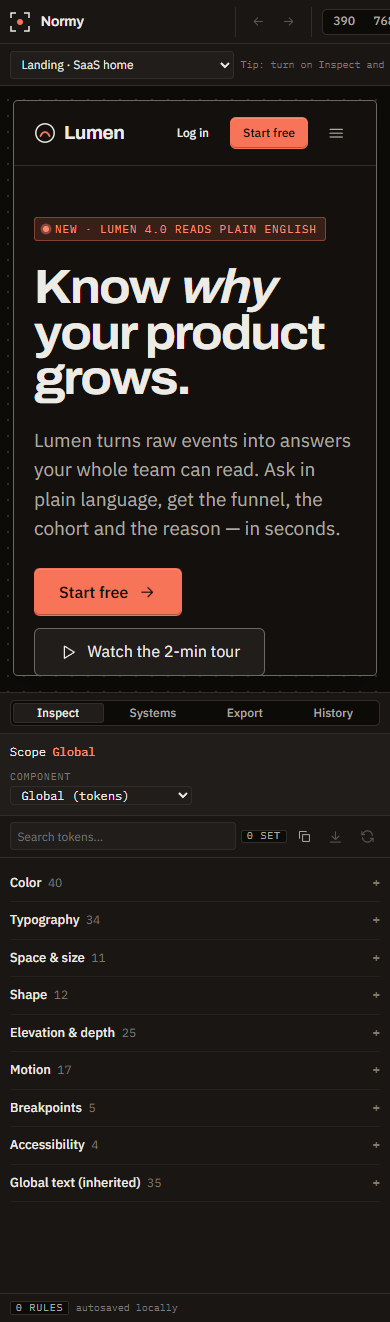 Normy
390 768
Landing · SaaS home
Tip: turn on Inspect and
Lumen
Log in
Start free
NEW · LUMEN 4.0 READS PLAIN ENGLISH
Know why
your product
grows.
Lumen turns raw events into answers
your whole team can read. Ask in
plain language, get the funnel, the
cohort and the reason — in seconds.
Start free →
Watch the 2-min tour
Inspect Systems Export History
Scope Global
COMPONENT
Global (tokens)
Search tokens...
0 SET
Color 40 +
Typography 34 +
Space & size 11 +
Shape 12 +
Elevation & depth 25 +
Motion 17 +
Breakpoints 5 +
Accessibility 4 +
Global text (inherited) 35 +
0 RULES autosaved locally